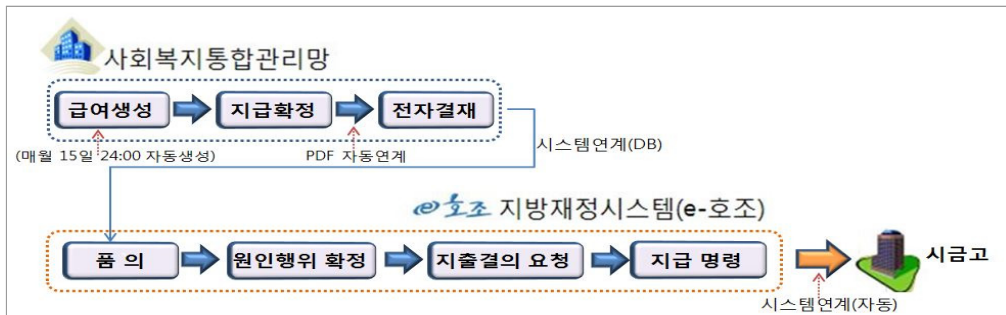 사회복지통합관리망
급여생성 지급확정 전자결재
(매월 15일 24:00 자동생성) PDF 자동연계
시스템연계(DB)
e호조 지방재정시스템(e-호조)
품 의 원인행위 확정 지출결의 요청 지급 명령
시금고
시스템연계(자동)